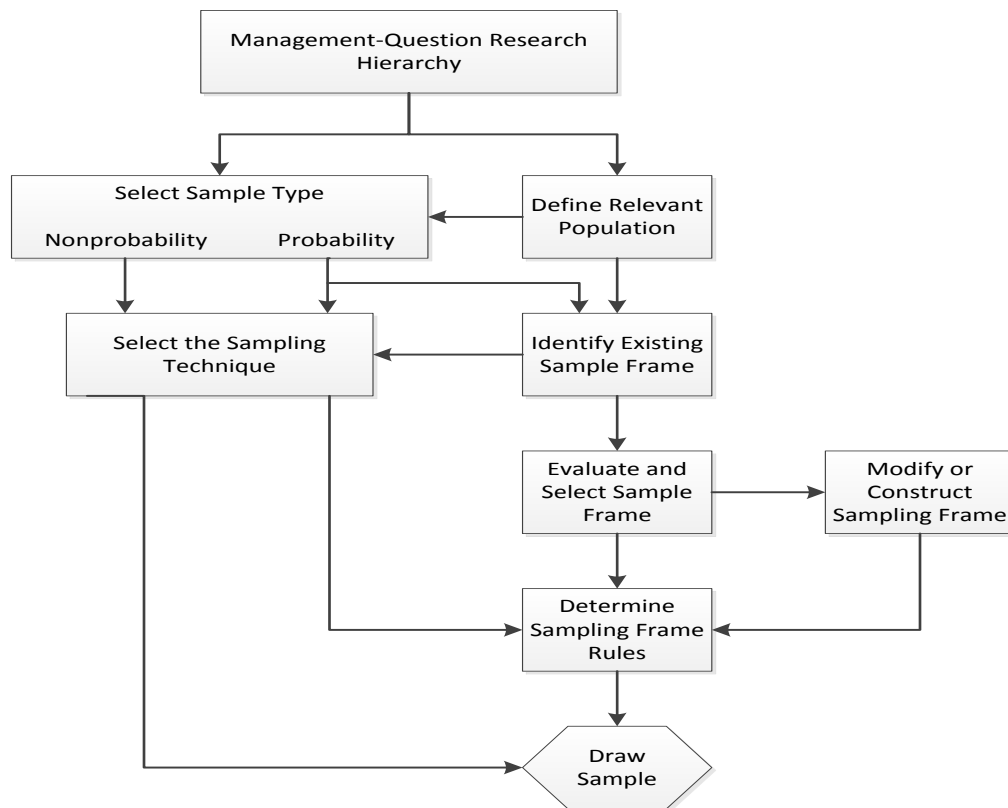 Management-Question Research
Hierarchy
Select Sample Type
Nonprobability Probability
Define Relevant
Population
Select the Sampling
Technique
Identify Existing
Sample Frame
Evaluate and
Select Sample
Frame
Modify or
Construct
Sampling Frame
Determine
Sampling Frame
Rules
Draw
Sample